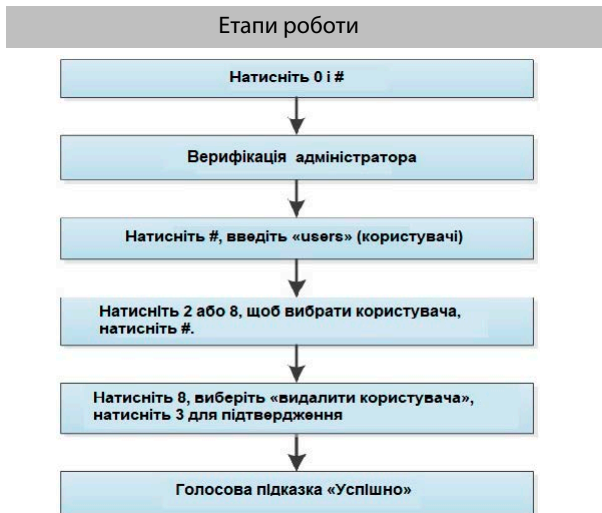 Етапи роботи
Натисніть 0 і #
Верифікація адміністратора
Натисніть #, введіть «users» (користувачі)
Натисніть 2 або 8, щоб вибрати користувача,
натисніть #.
Натисніть 8, виберіть «видалити користувача»,
натисніть 3 для підтвердження
Голосова підказка «Успішно»